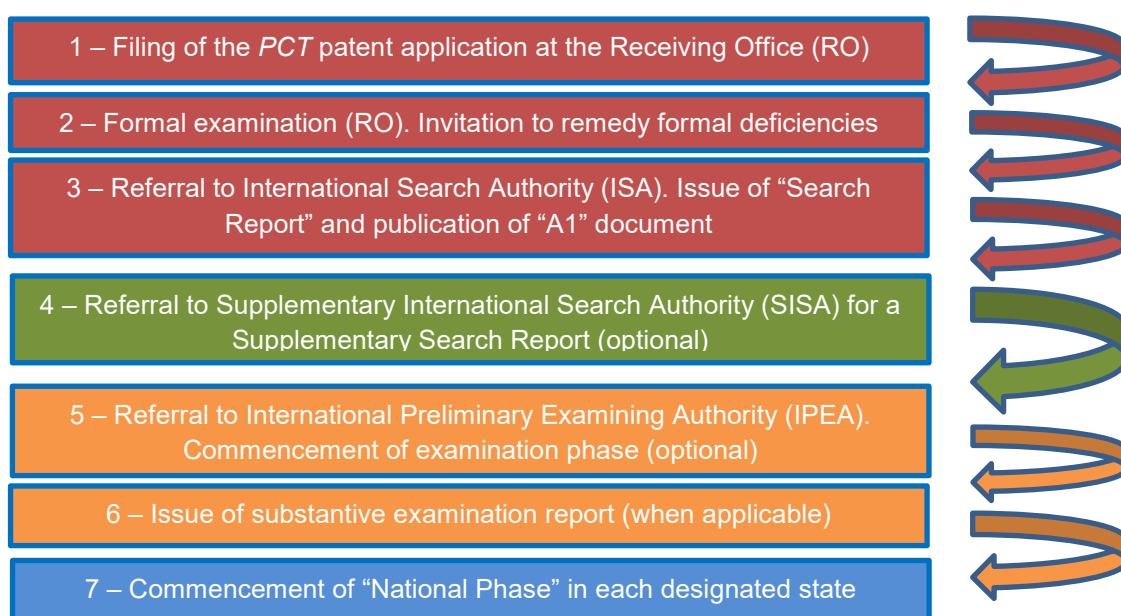 1 – Filing of the PCT patent application at the Receiving Office (RO)
2 – Formal examination (RO). Invitation to remedy formal deficiencies
3 – Referral to International Search Authority (ISA). Issue of “Search
Report” and publication of “A1” document
4 – Referral to Supplementary International Search Authority (SISA) for a
Supplementary Search Report (optional)
5 – Referral to International Preliminary Examining Authority (IPEA).
Commencement of examination phase (optional)
6 – Issue of substantive examination report (when applicable)
7 – Commencement of “National Phase” in each designated state